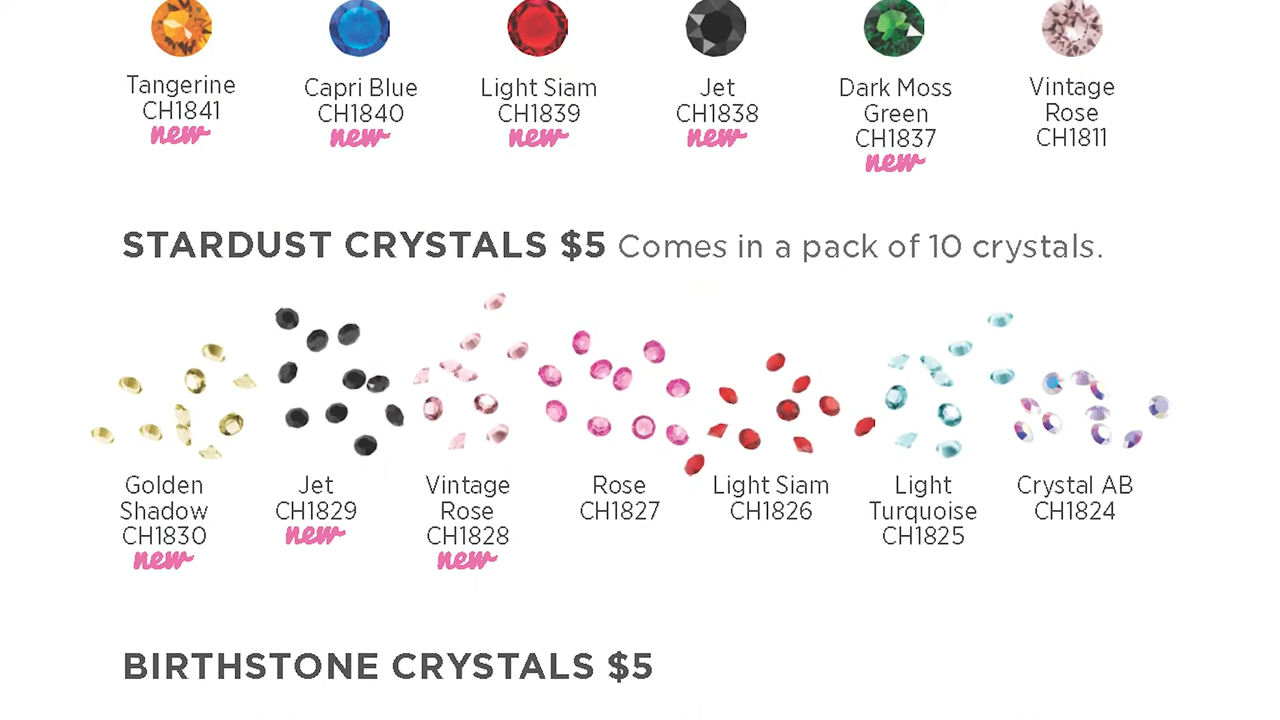 Tangerine
CH1841
new
Capri Blue
CH1840
new
Light Siam
CH1839
new
Jet
CH1838
new
Dark Moss
Green
CH1837
new
Vintage
Rose
CH1811
STARDUST CRYSTALS $5 Comes in a pack of 10 crystals.
Golden
Shadow
CH1830
new
Jet
CH1829
new
Vintage
Rose
CH1828
new
Rose
CH1827
Light Siam
CH1826
Light
Turquoise
CH1825
Crystal AB
CH1824
BIRTHSTONE CRYSTALS $5